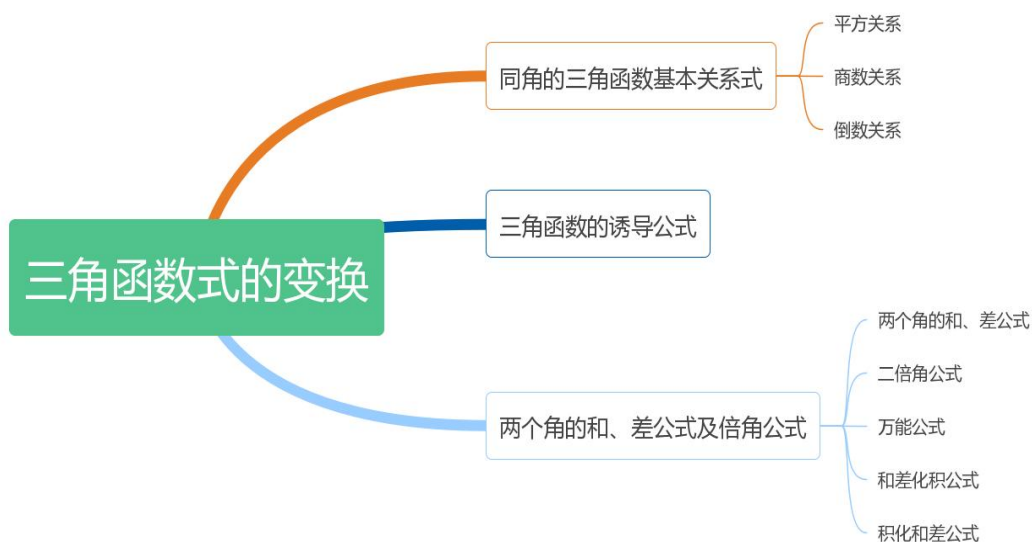 三角函数式的变换
同角的三角函数基本关系式
平方关系
商数关系
倒数关系
三角函数的诱导公式
两个角的和、差公式及倍角公式
两个角的和、差公式
二倍角公式
万能公式
和差化积公式
积化和差公式